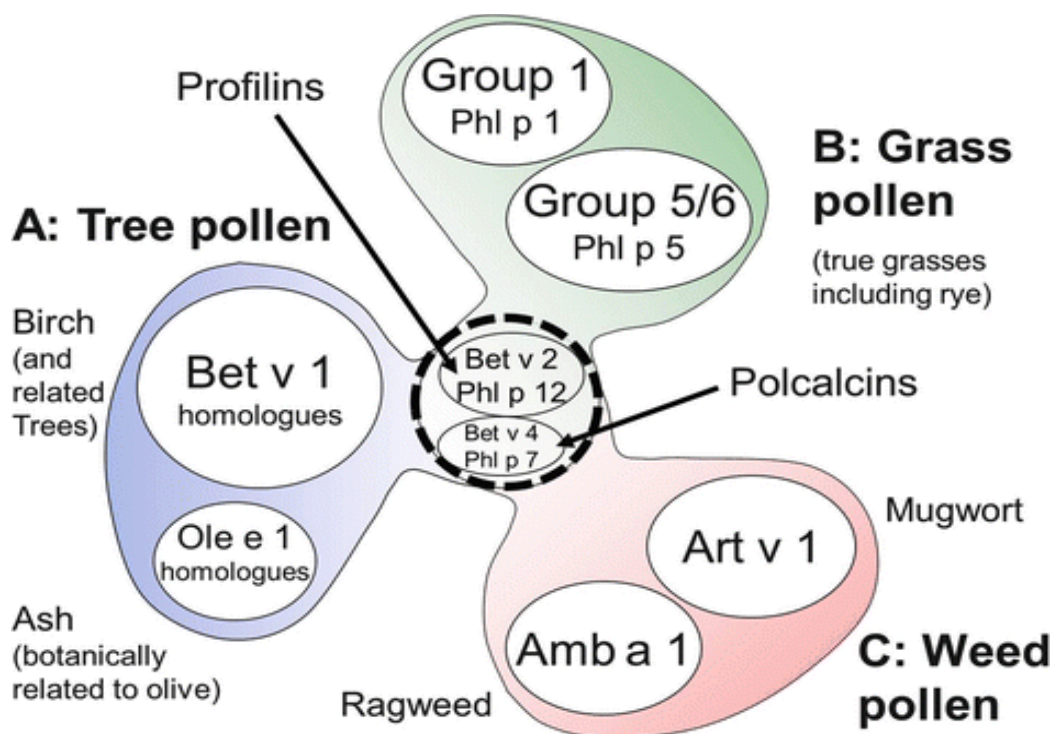 Profilins
Group 1
Phl p 1
Group 5/6
Phl p 5
B: Grass
pollen
(true grasses
including rye)
A: Tree pollen
Birch
(and
related
Trees)
Bet v 1
homologues
Ole e 1
homologues
Ash
(botanically
related to olive)
Bet v 2
Phl p 12
Bet v 4
Phl p 7
Polcalcins
Mugwort
Art v 1
Amb a 1
Ragweed
C: Weed
pollen